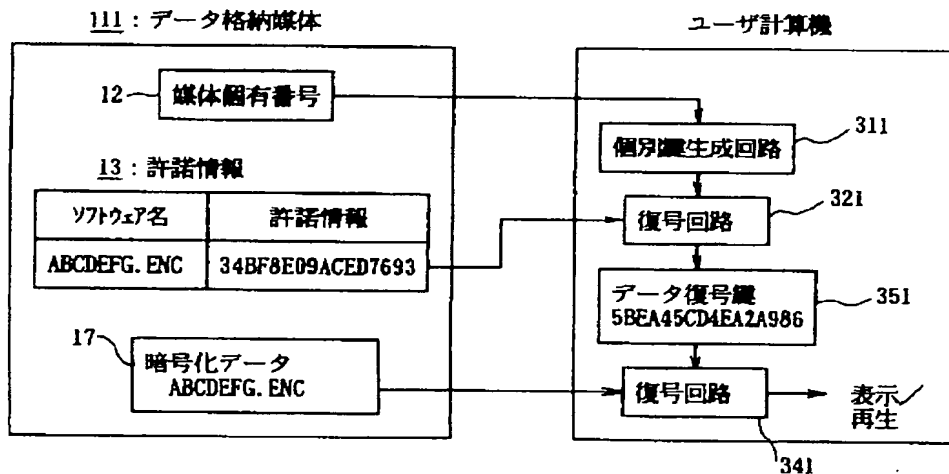 111：データ格納媒体
12
媒体個有番号
13：許諾情報
ソフトウェア名
許諾情報
ABCDEFG.ENC
34BF8E09ACED7693
17
暗号化データ
ABCDEFG.ENC
ユーザ計算機
個別鍵生成回路
311
復号回路
321
データ復号鍵
5BEA45CD4EA2A986
351
復号回路
341
表示／
再生